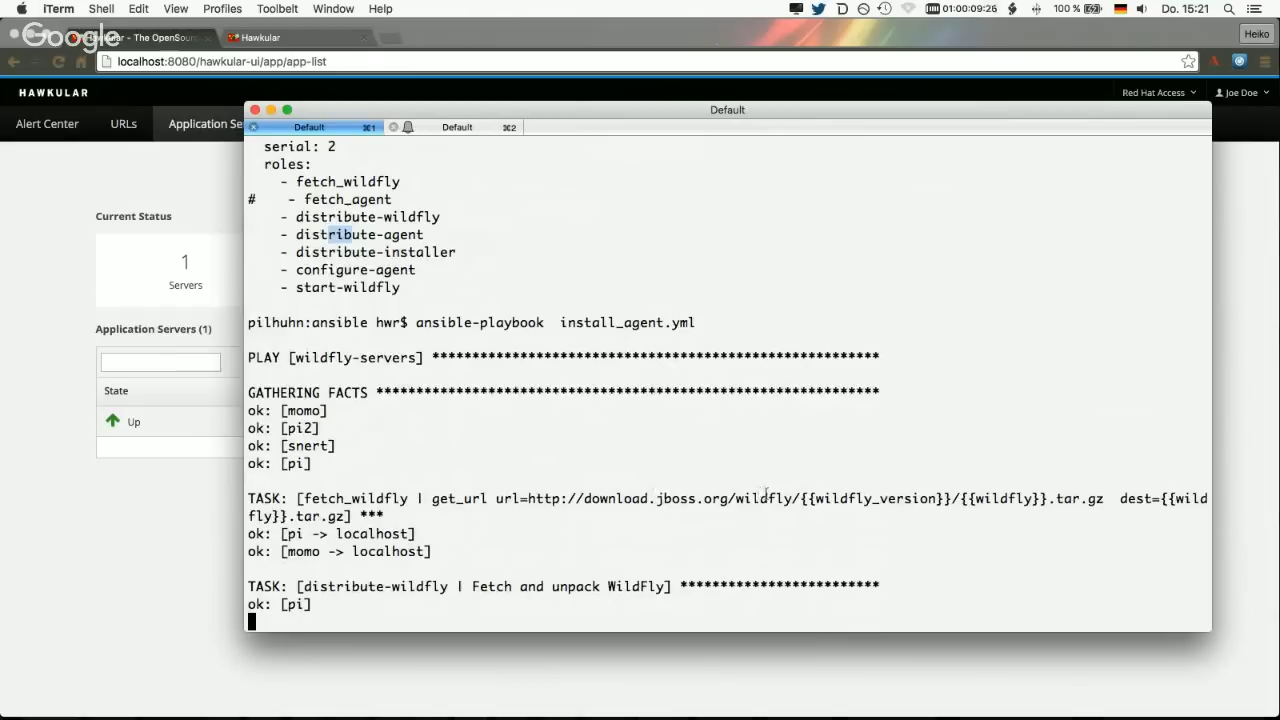 iTerm Shell Edit View Profiles Toolbelt Window Help 01:00:09:26 100 % Do. 15:21
Google
Hawkular - The OpenSourc Hawkular Heiko
localhost:8080/hawkular-ui/app/app-list
HAWKULAR Red Hat Access Joe Doe
Alert Center URLs Application Se
Current Status
1
Servers
Application Servers (1)
State
Up
Default
Default ⌘1 Default ⌘2
serial: 2
roles:
- fetch_wildfly
# - fetch_agent
- distribute-wildfly
- distribute-agent
- distribute-installer
- configure-agent
- start-wildfly
pilhuhn:ansible hwr$ ansible-playbook install_agent.yml
PLAY [wildfly-servers] ********************************************************
GATHERING FACTS ***************************************************************
ok: [momo]
ok: [pi2]
ok: [snert]
ok: [pi]
TASK: [fetch_wildfly | get_url url=http://download.jboss.org/wildfly/{{wildfly_version}}/{{wildfly}}.tar.gz dest={{wild
fly}}.tar.gz] ***
ok: [pi -> localhost]
ok: [momo -> localhost]
TASK: [distribute-wildfly | Fetch and unpack WildFly] *************************
ok: [pi]